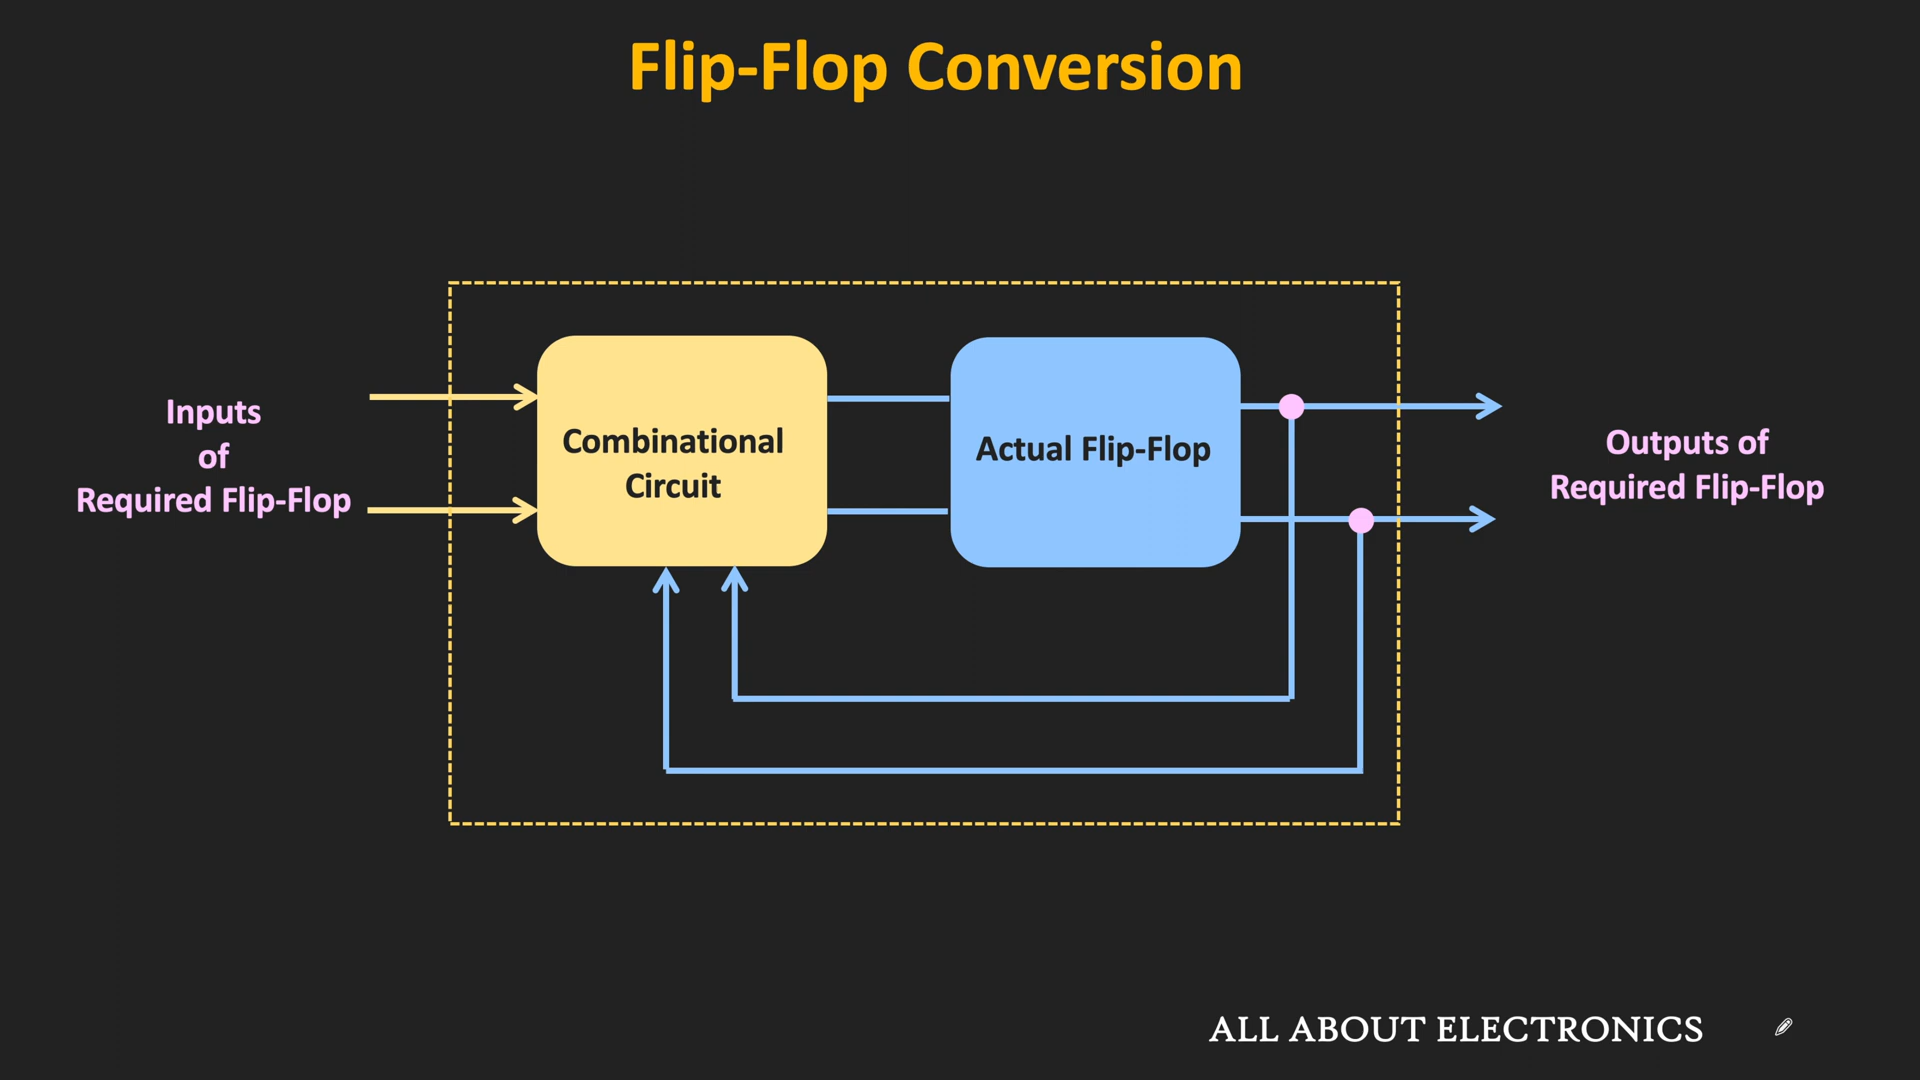 Flip-Flop Conversion
Inputs
of
Required Flip-Flop
Combinational
Circuit
Actual Flip-Flop
Outputs of
Required Flip-Flop
ALL ABOUT ELECTRONICS